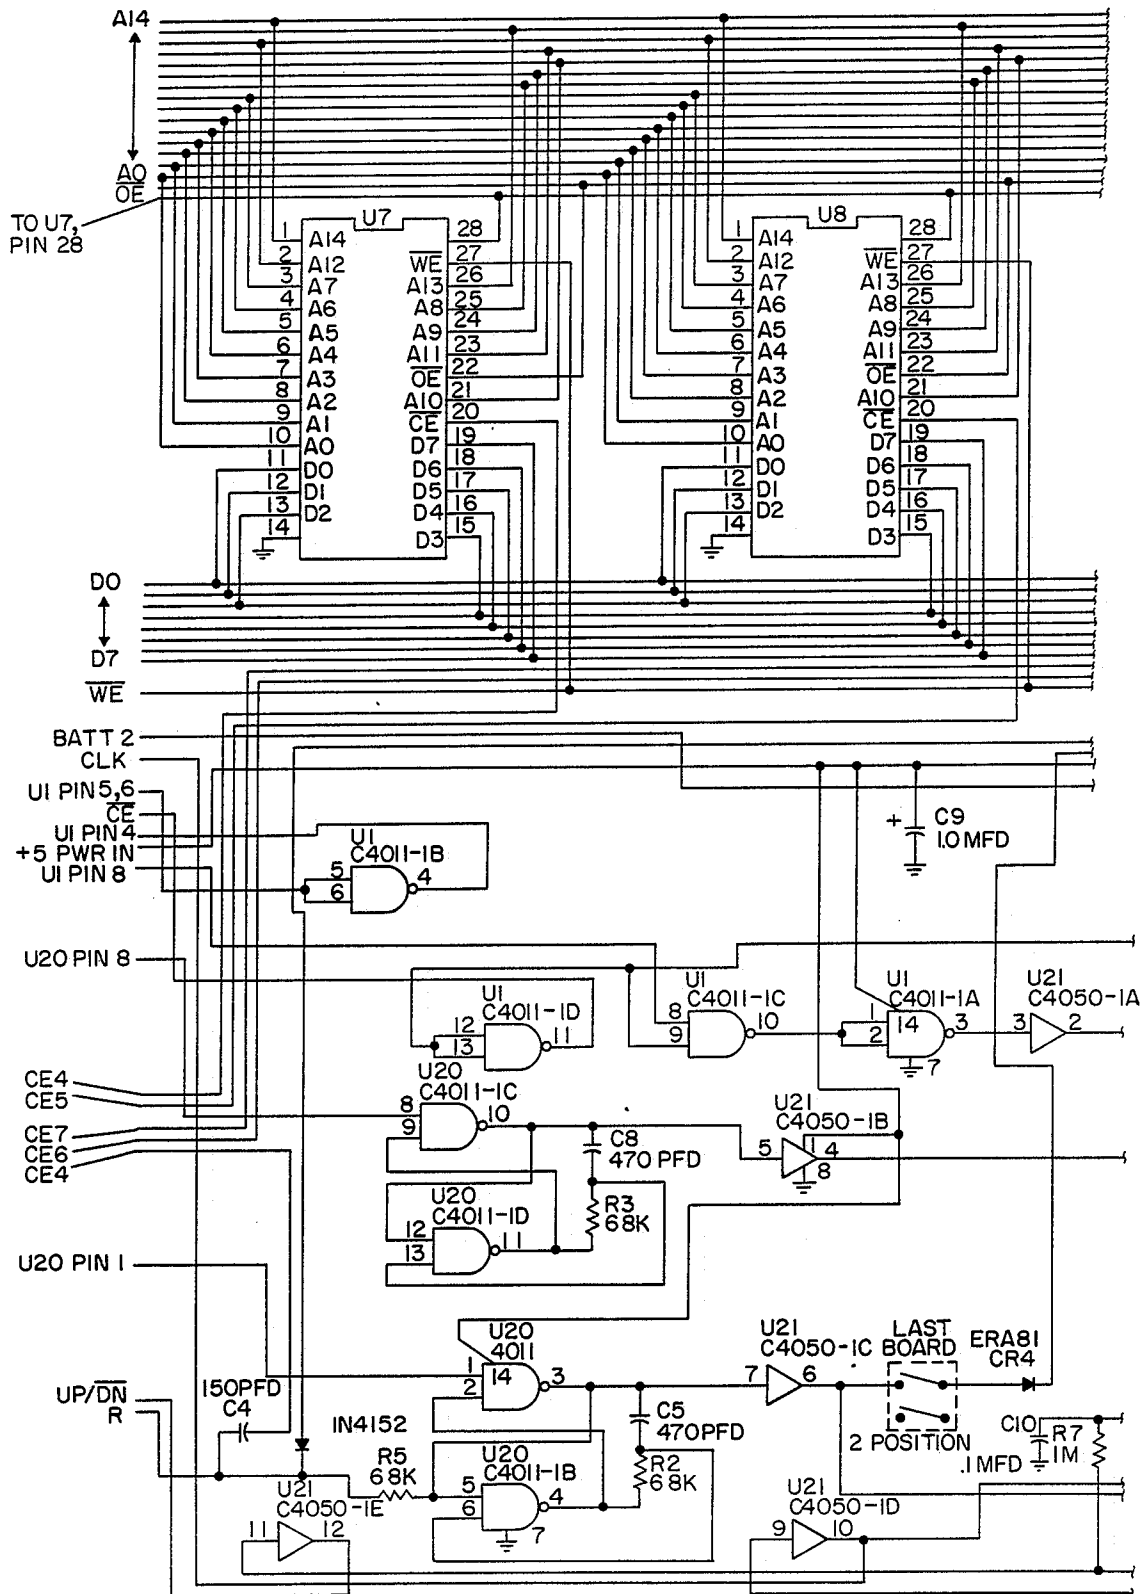 A14
A0
OE
TO U7,
PIN 28
U7
1 A14
2 A12
3 A7
4 A6
5 A5
6 A4
7 A3
8 A2
9 A1
10 A0
11 D0
12 D1
13 D2
14
28
WE 27
A13 26
A8 25
A9 24
A11 23
OE 22
A10 21
CE 20
D7 19
D6 18
D5 17
D4 16
D3 15
U8
1 A14
2 A12
3 A7
4 A6
5 A5
6 A4
7 A3
8 A2
9 A1
10 A0
11 D0
12 D1
13 D2
14
28
WE 27
A13 26
A8 25
A9 24
A11 23
OE 22
A10 21
CE 20
D7 19
D6 18
D5 17
D4 16
D3 15
D0
D7
WE
BATT 2
CLK
U1 PIN 5,6
CE
U1 PIN 4
+5 PWR IN
U1 PIN 8
U1
C4011-1B
5
6
4
+
C9
1.0 MFD
U20 PIN 8
U1
C4011-1D
12
13
11
U1
C4011-1C
8
9
10
U1
C4011-1A
1
2
14
3
7
U21
C4050-1A
3
2
CE4
CE5
CE7
CE6
CE4
U20
C4011-1C
8
9
10
C8
470 PFD
U21
C4050-1B
5
1
4
8
U20
C4011-1D
12
13
11
R3
68K
U20 PIN 1
U20
4011
1
2
14
3
U21
C4050-1C
7
6
LAST
BOARD
2 POSITION
ERA81
CR4
UP/DN
R
150PFD
C4
1N4152
R5
68K
C5
470PFD
U20
C4011-1B
5
6
4
7
R2
68K
C10
.1MFD
R7
1M
U21
C4050-1E
11
12
U21
C4050-1D
9
10